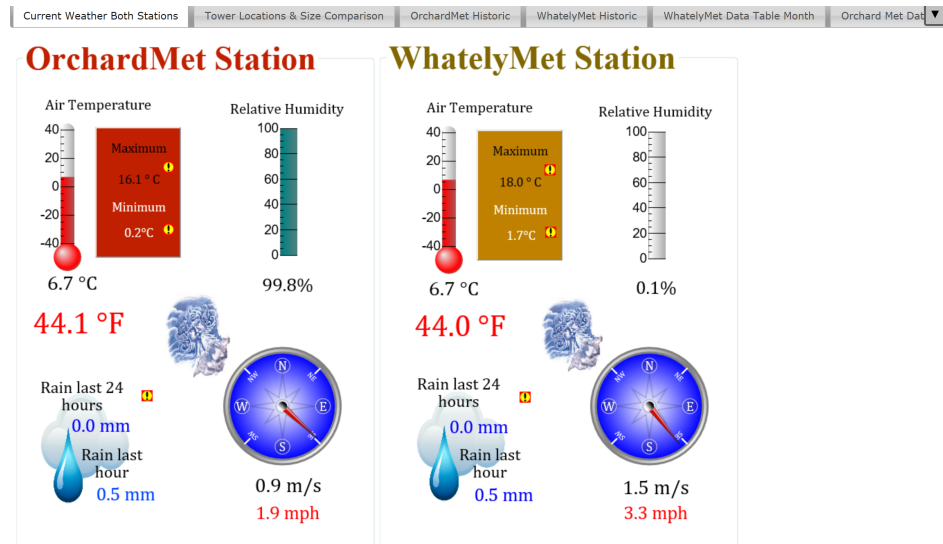 Current Weather Both Stations
Tower Locations & Size Comparison
OrchardMet Historic
WhatelyMet Historic
WhatelyMet Data Table Month
Orchard Met Dat
OrchardMet Station
Air Temperature
Relative Humidity
40
20
0
-20
-40
Maximum
16.1 ° C
Minimum
0.2°C
100
80
60
40
20
0
6.7 °C
99.8%
44.1 °F
Rain last 24
hours
0.0 mm
Rain last
hour
0.5 mm
N
NE
E
SE
S
SW
W
NW
0.9 m/s
1.9 mph
WhatelyMet Station
Air Temperature
Relative Humidity
40
20
0
-20
-40
Maximum
18.0 ° C
Minimum
1.7°C
100
80
60
40
20
0
6.7 °C
0.1%
44.0 °F
Rain last 24
hours
0.0 mm
Rain last
hour
0.5 mm
N
NE
E
S
SW
W
NW
1.5 m/s
3.3 mph